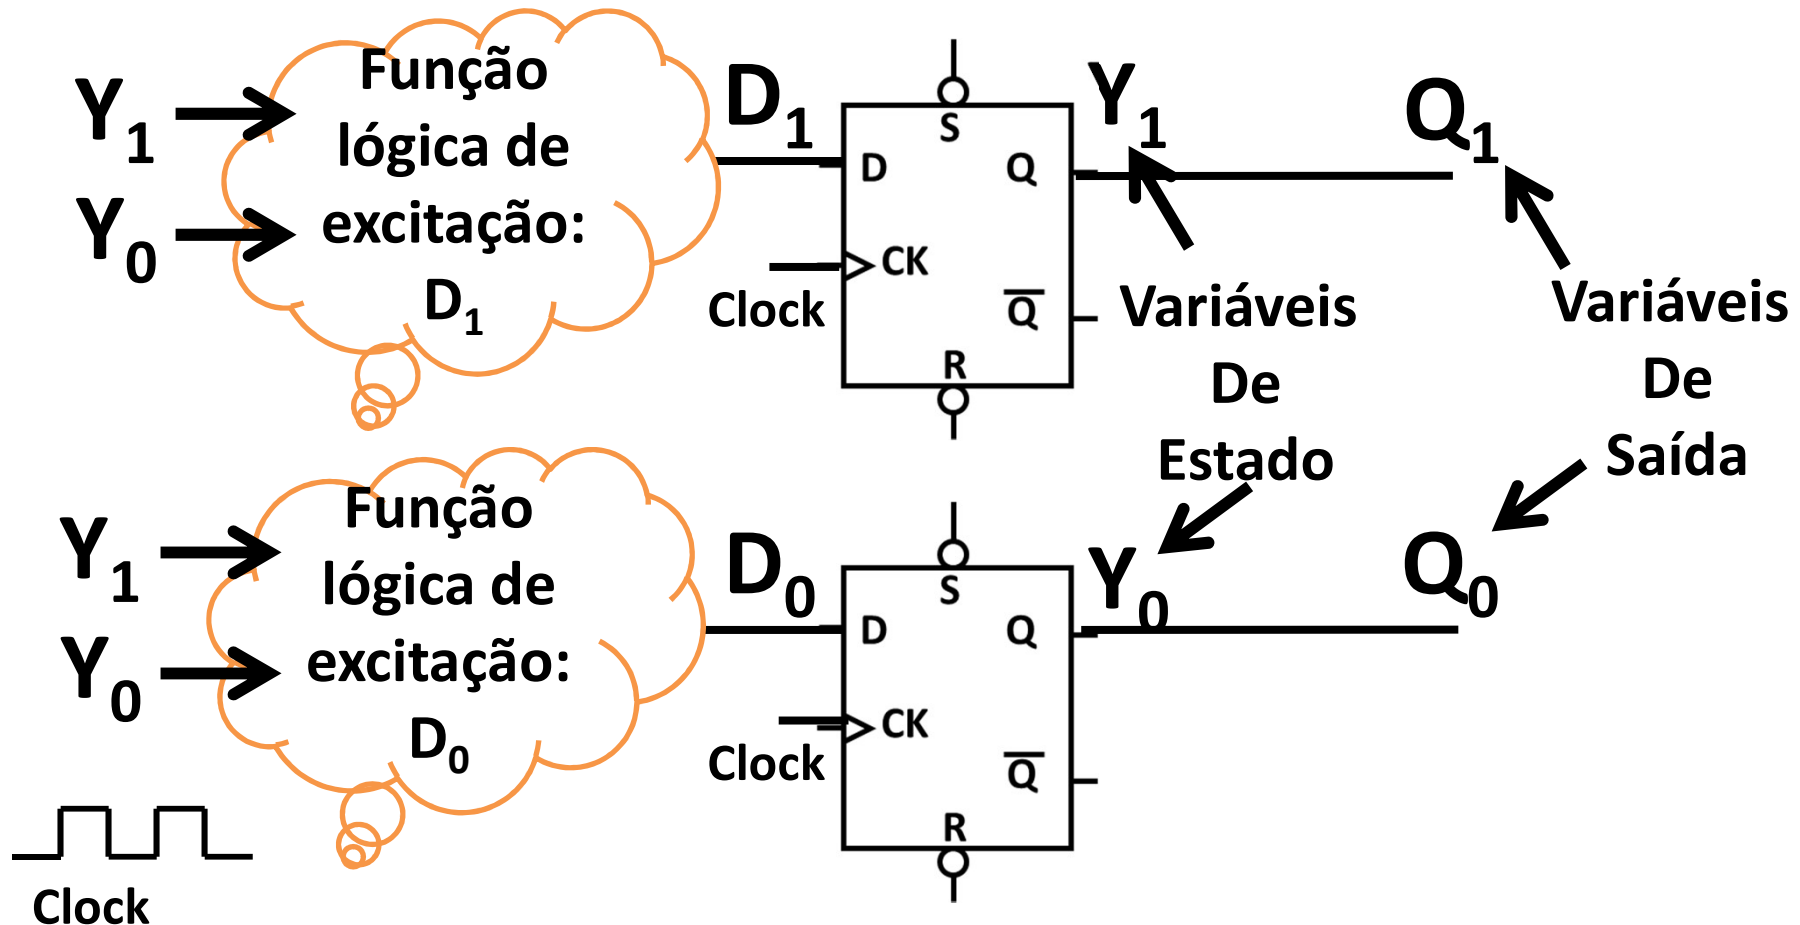 Y1
Y0
Função
lógica de
excitação:
D1
D1
S
D
Q
CK
Clock
Q
R
Y1
Q1
Variáveis
De
Estado
Variáveis
De
Saída
Y1
Y0
Função
lógica de
excitação:
D0
D0
S
D
Q
CK
Clock
Q
R
Y0
Q0
Clock